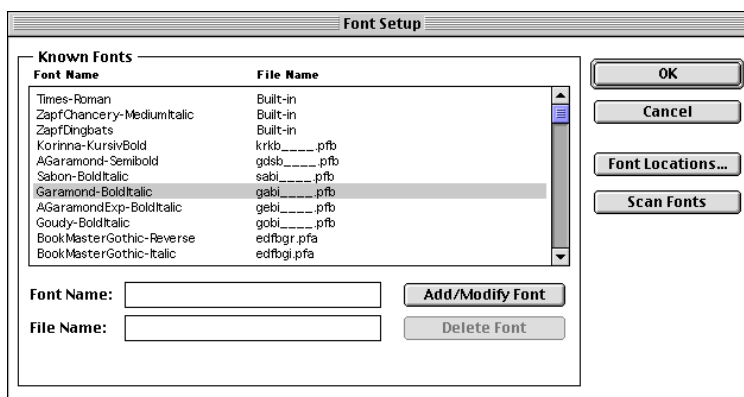 Font Setup
Known Fonts
Font Name File Name
Times-Roman Built-in
ZapfChancery-MediumItalic Built-in
ZapfDingbats Built-in
Korinna-KursivBold krkb____.pfb
AGaramond-Semibold gdsb____.pfb
Sabon-BoldItalic sabi____.pfb
Garamond-BoldItalic gabi____.pfb
AGaramondExp-BoldItalic gebi____.pfb
Goudy-BoldItalic gobi____.pfb
BookMasterGothic-Reverse edfbgr.pfa
BookMasterGothic-Italic edfbgi.pfa
Font Name: Add/Modify Font
File Name: Delete Font
OK
Cancel
Font Locations...
Scan Fonts